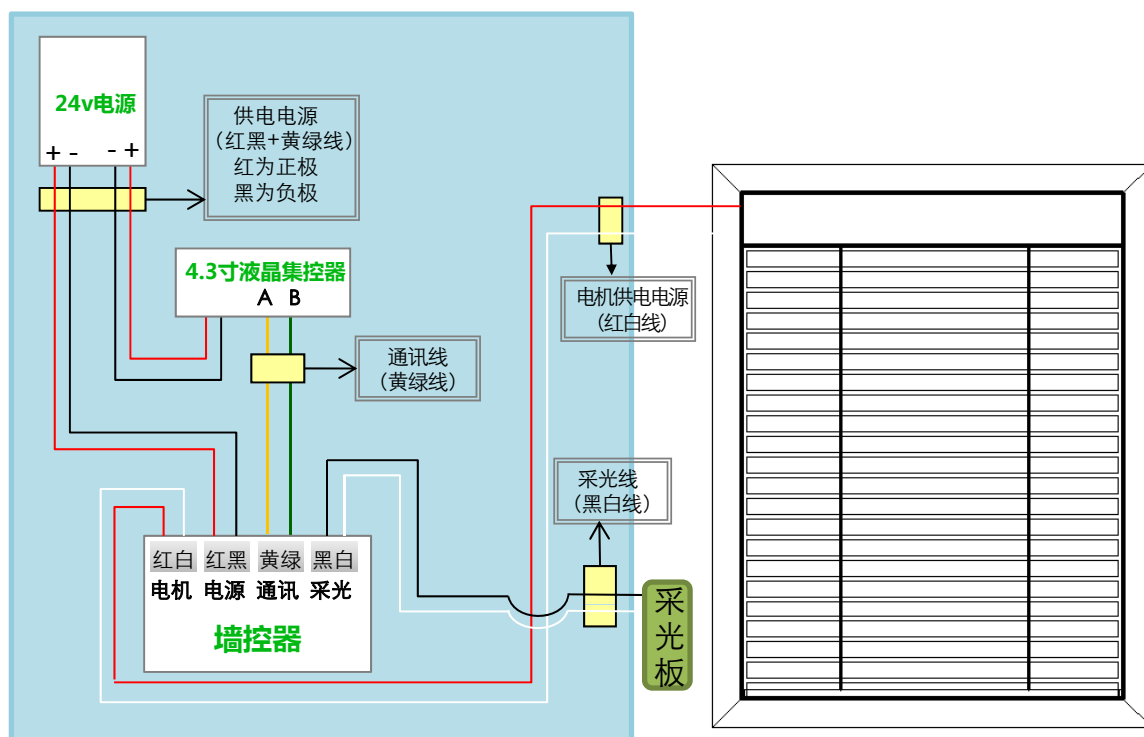 24v电源
+ - - +
供电电源
（红黑+黄绿线）
红为正极
黑为负极
4.3寸液晶集控器
A B
电机供电电源
（红白线）
通讯线
（黄绿线）
采光线
（黑白线）
红白 红黑 黄绿 黑白
电机 电源 通讯 采光
墙控器
采
光
板